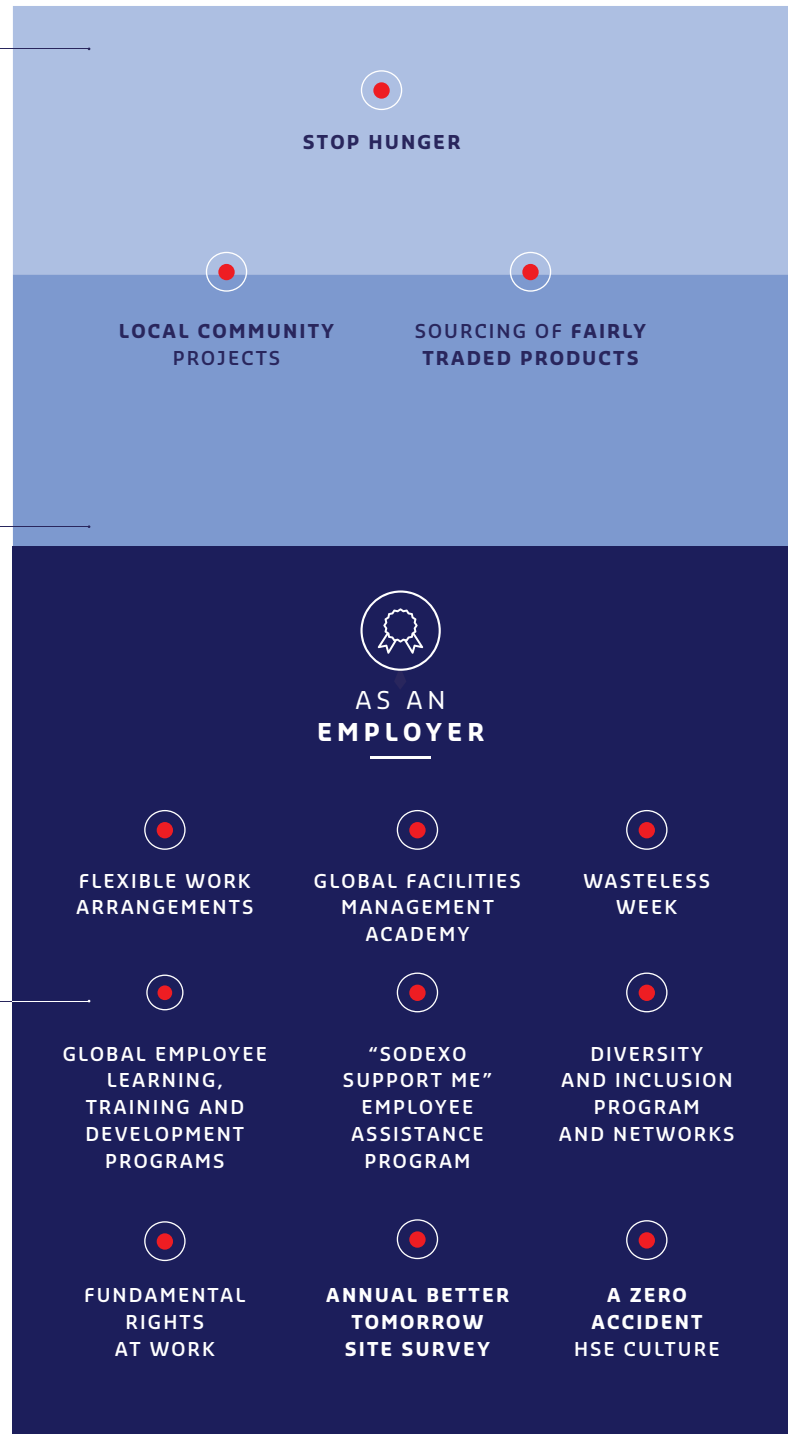 STOP HUNGER
LOCAL COMMUNITY
PROJECTS
SOURCING OF FAIRLY
TRADED PRODUCTS
AS AN
EMPLOYER
FLEXIBLE WORK
ARRANGEMENTS
GLOBAL FACILITIES
MANAGEMENT
ACADEMY
WASTELESS
WEEK
GLOBAL EMPLOYEE
LEARNING,
TRAINING AND
DEVELOPMENT
PROGRAMS
“SODEXO
SUPPORT ME”
EMPLOYEE
ASSISTANCE
PROGRAM
DIVERSITY
AND INCLUSION
PROGRAM
AND NETWORKS
FUNDAMENTAL
RIGHTS
AT WORK
ANNUAL BETTER
TOMORROW
SITE SURVEY
A ZERO
ACCIDENT
HSE CULTURE